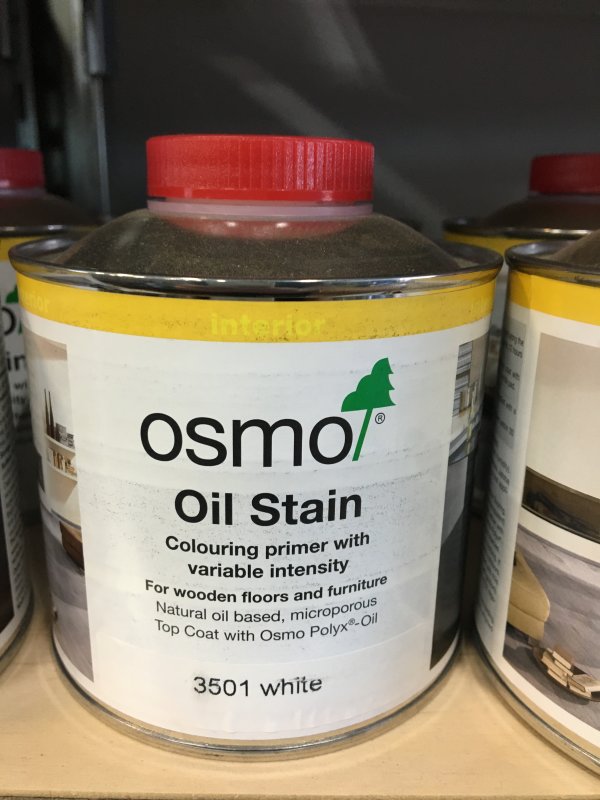 interior
osmo®
Oil Stain
Colouring primer with
variable intensity
For wooden floors and furniture
Natural oil based, microporous
Top Coat with Osmo Polyx®-Oil
3501 white